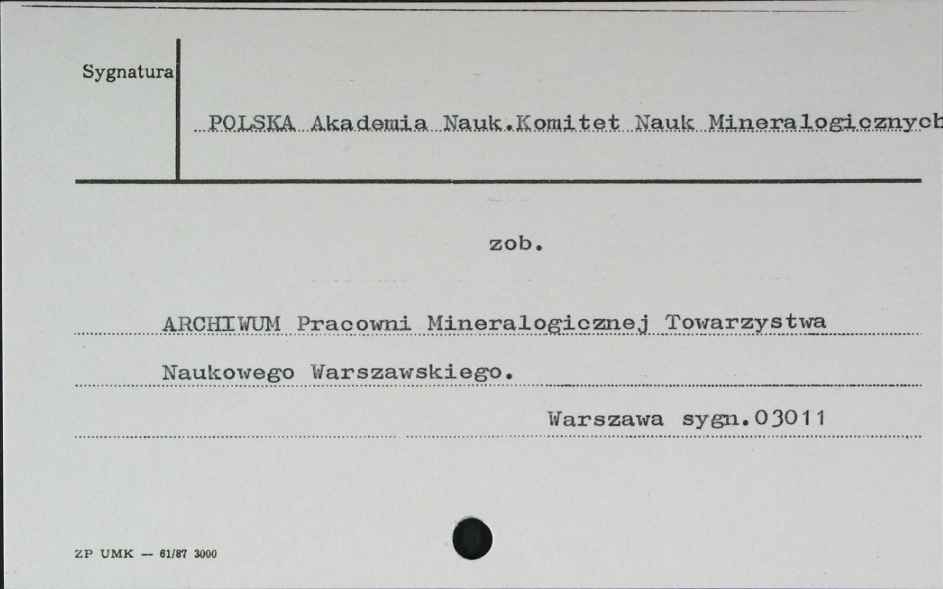 Sygnatura
POLSKA Akademia Nauk.Komitet Nauk Mineralogicznych
zob.
ARCHIWUM Pracowni Mineralogicznej Towarzystwa
Naukowego Warszawskiego.
Warszawa sygn.03011
ZP UMK — 61/87 3000